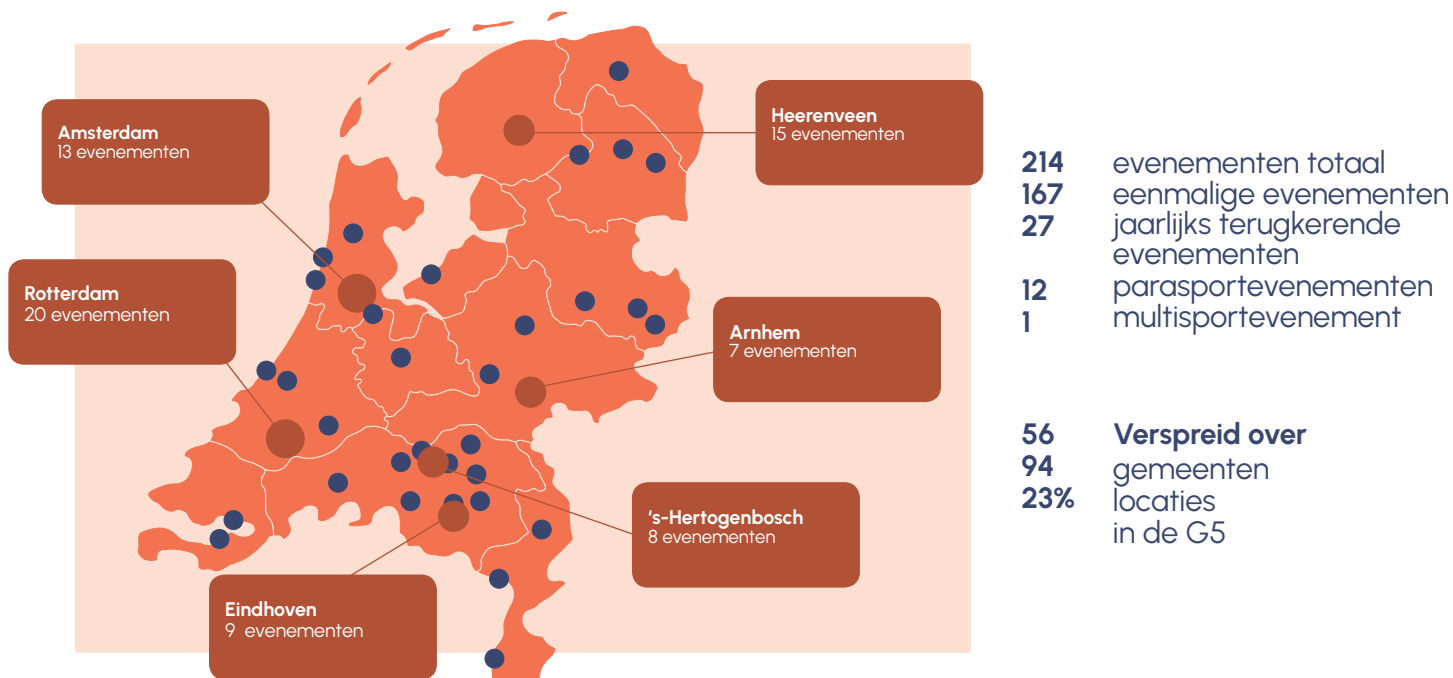 Amsterdam
13 evenementen
Heerenveen
15 evenementen
Rotterdam
20 evenementen
Arnhem
7 evenementen
‘s-Hertogenbosch
8 evenementen
Eindhoven
9 evenementen
214 evenementen totaal
167 eenmalige evenementen
27 jaarlijks terugkerende
evenementen
12 parasportevenementen
1 multisportevenement
56 Verspreid over
94 gemeenten
23% locaties
in de G5